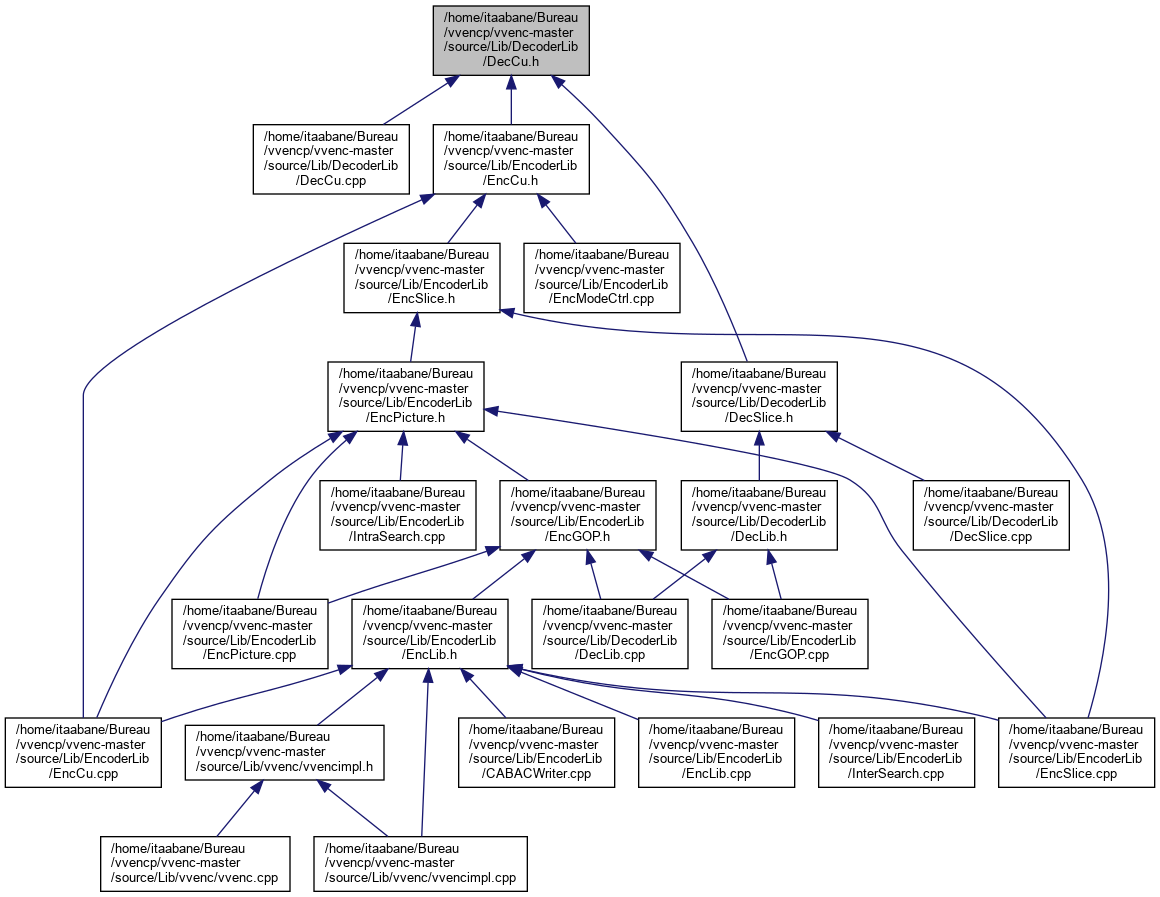 /home/itaabane/Bureau
/vvencp/vvenc-master
/source/Lib/DecoderLib
/DecCu.h
/home/itaabane/Bureau
/vvencp/vvenc-master
/source/Lib/DecoderLib
/DecCu.cpp
/home/itaabane/Bureau
/vvencp/vvenc-master
/source/Lib/EncoderLib
/EncCu.h
/home/itaabane/Bureau
/vvencp/vvenc-master
/source/Lib/EncoderLib
/EncSlice.h
/home/itaabane/Bureau
/vvencp/vvenc-master
/source/Lib/EncoderLib
/EncModeCtrl.cpp
/home/itaabane/Bureau
/vvencp/vvenc-master
/source/Lib/EncoderLib
/EncPicture.h
/home/itaabane/Bureau
/vvencp/vvenc-master
/source/Lib/DecoderLib
/DecSlice.h
/home/itaabane/Bureau
/vvencp/vvenc-master
/source/Lib/EncoderLib
/IntraSearch.cpp
/home/itaabane/Bureau
/vvencp/vvenc-master
/source/Lib/EncoderLib
/EncGOP.h
/home/itaabane/Bureau
/vvencp/vvenc-master
/source/Lib/DecoderLib
/DecLib.h
/home/itaabane/Bureau
/vvencp/vvenc-master
/source/Lib/DecoderLib
/DecSlice.cpp
/home/itaabane/Bureau
/vvencp/vvenc-master
/source/Lib/EncoderLib
/EncPicture.cpp
/home/itaabane/Bureau
/vvencp/vvenc-master
/source/Lib/EncoderLib
/EncLib.h
/home/itaabane/Bureau
/vvencp/vvenc-master
/source/Lib/DecoderLib
/DecLib.cpp
/home/itaabane/Bureau
/vvencp/vvenc-master
/source/Lib/EncoderLib
/EncGOP.cpp
/home/itaabane/Bureau
/vvencp/vvenc-master
/source/Lib/EncoderLib
/EncCu.cpp
/home/itaabane/Bureau
/vvencp/vvenc-master
/source/Lib/vvenc/vvencimpl.h
/home/itaabane/Bureau
/vvencp/vvenc-master
/source/Lib/EncoderLib
/CABACWriter.cpp
/home/itaabane/Bureau
/vvencp/vvenc-master
/source/Lib/EncoderLib
/EncLib.cpp
/home/itaabane/Bureau
/vvencp/vvenc-master
/source/Lib/EncoderLib
/InterSearch.cpp
/home/itaabane/Bureau
/vvencp/vvenc-master
/source/Lib/EncoderLib
/EncSlice.cpp
/home/itaabane/Bureau
/vvencp/vvenc-master
/source/Lib/vvenc/vvenc.cpp
/home/itaabane/Bureau
/vvencp/vvenc-master
/source/Lib/vvenc/vvencimpl.cpp